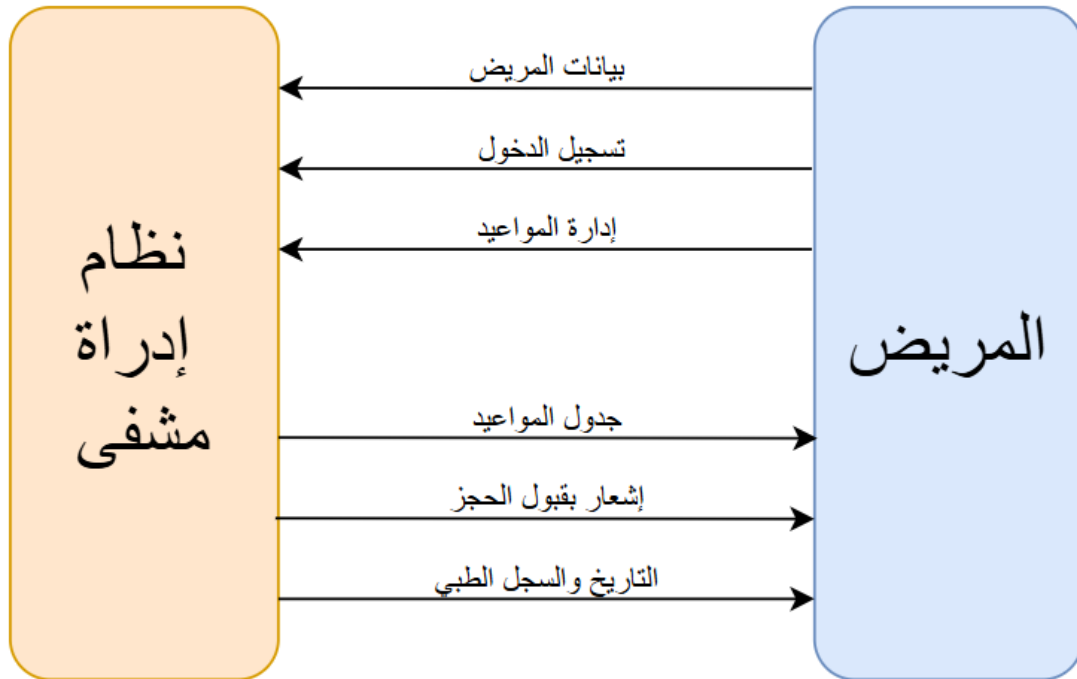 بيانات المريض
تسجيل الدخول
إدارة المواعيد
نظام
إدراة
مشفى
المريض
جدول المواعيد
إشعار بقبول الحجز
التاريخ والسجل الطبي